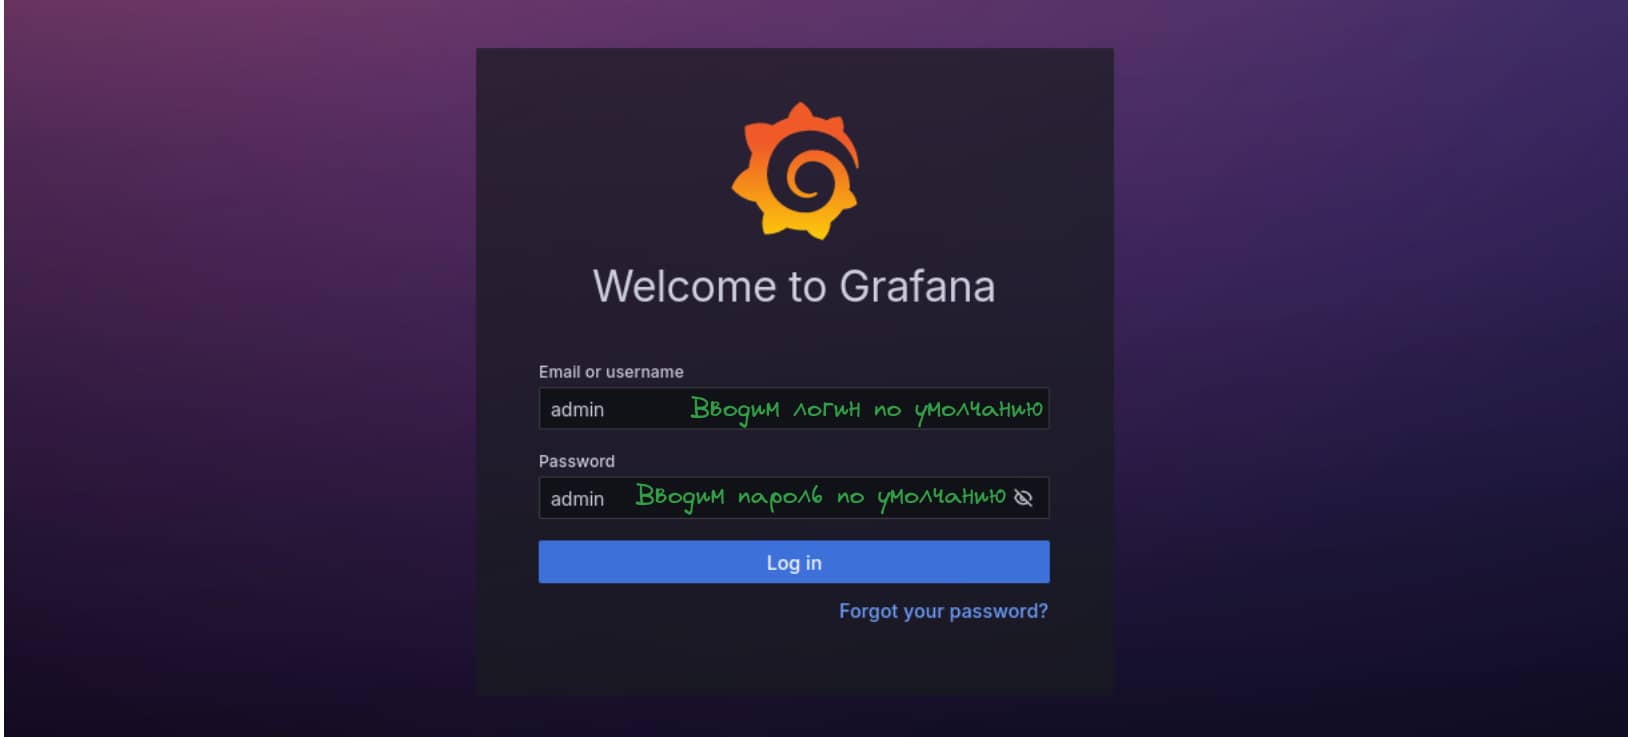 Welcome to Grafana
Email or username
admin Вводим логин по умолчанию
Password
admin Вводим пароль по умолчанию
Log in
Forgot your password?